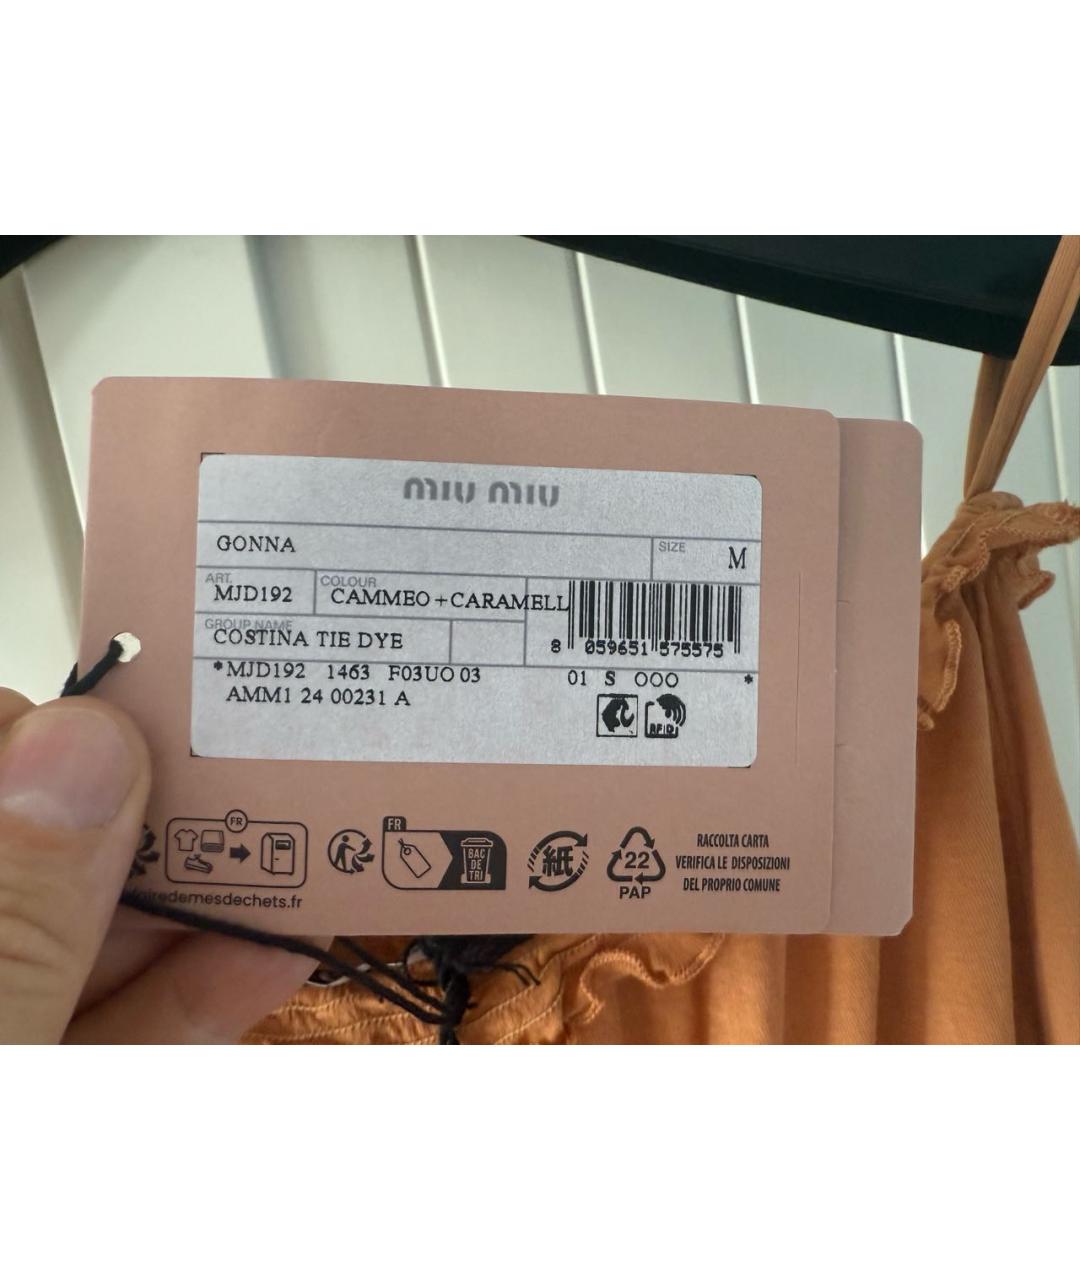 miu miu
GONNA
SIZE M
ART. MJD192
COLOUR CAMMEO+CARAMELL
GROUP NAME
COSTINA TIE DYE
8 059651 575575
*MJD192 1463 F03UO 03 01 S OOO *
AMM1 24 00231 A
RFID
FR
FR
BAC
DE
TRI
紙
22
PAP
RACCOLTA CARTA
VERIFICA LE DISPOSIZIONI
DEL PROPRIO COMUNE